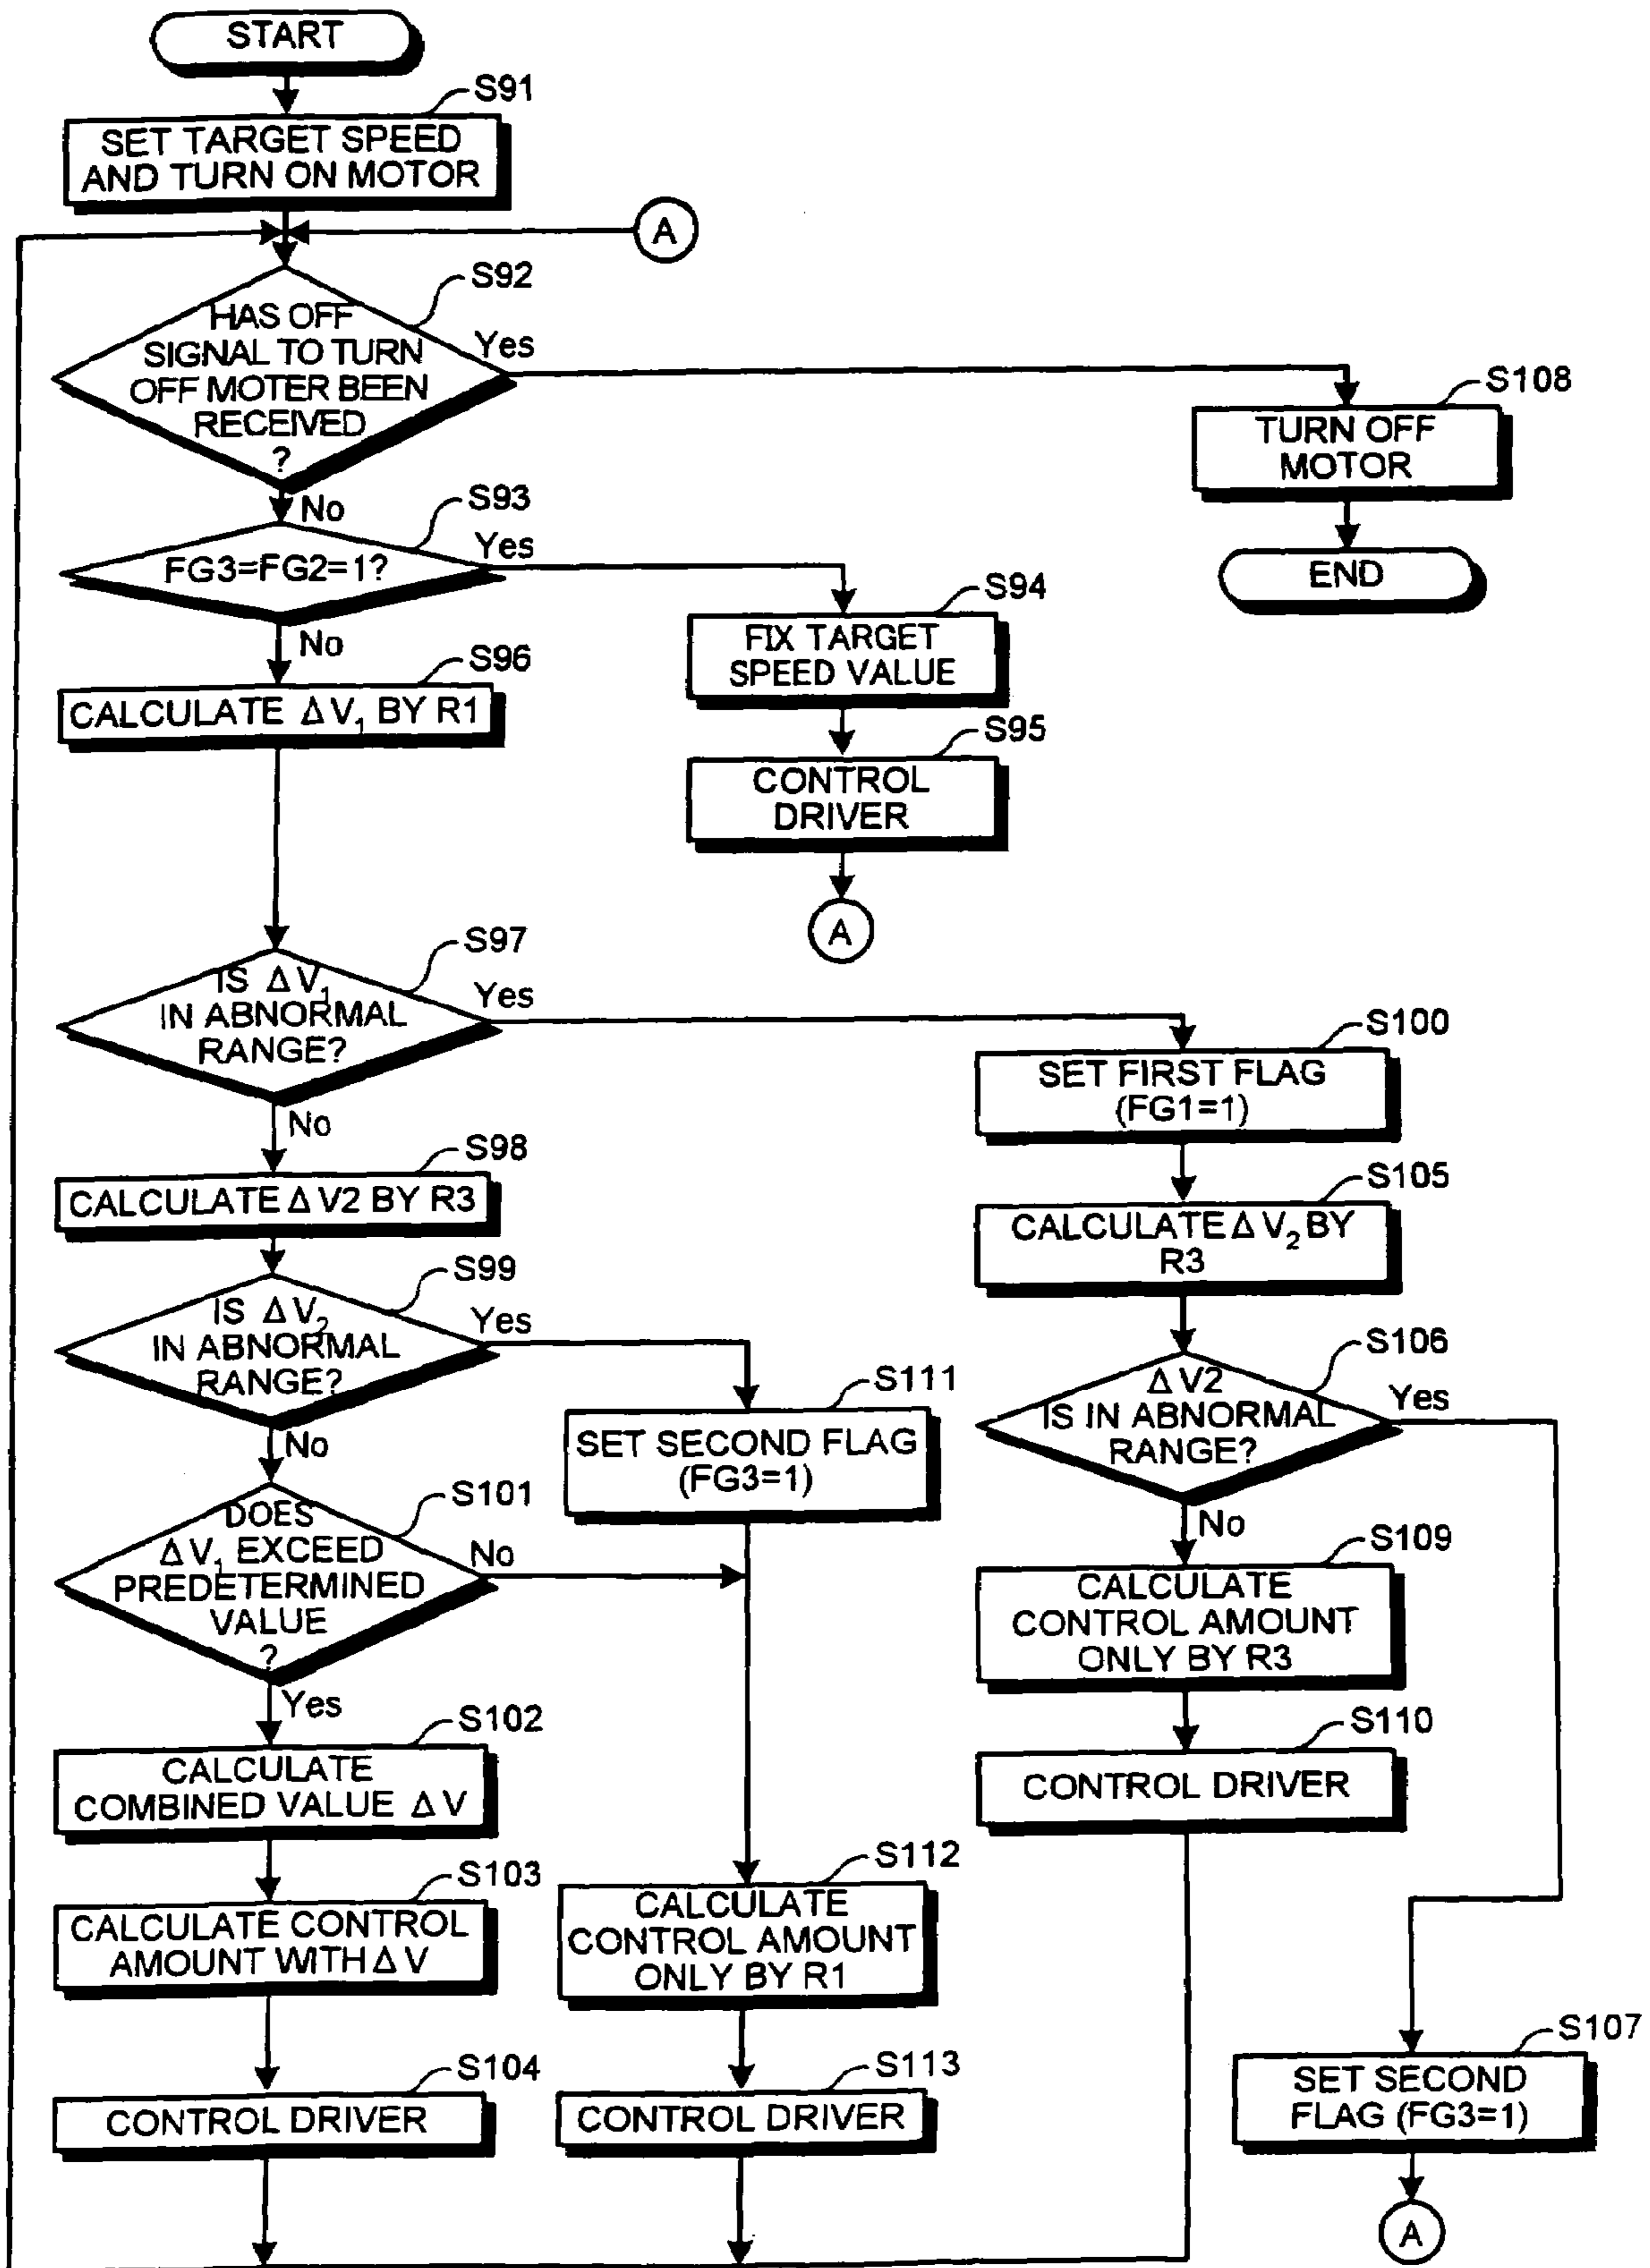 START
S91
SET TARGET SPEED
AND TURN ON MOTOR
A
S92
HAS OFF
SIGNAL TO TURN
OFF MOTER BEEN
RECEIVED
?
Yes
No
S108
TURN OFF
MOTOR
END
S93
FG3=FG2=1?
Yes
No
S94
FIX TARGET
SPEED VALUE
S95
CONTROL
DRIVER
A
S96
CALCULATE ΔV₁ BY R1
S97
IS ΔV₁
IN ABNORMAL
RANGE?
Yes
No
S100
SET FIRST FLAG
(FG1=1)
S98
CALCULATE ΔV2 BY R3
S105
CALCULATE ΔV₂ BY
R3
S99
IS ΔV₂
IN ABNORMAL
RANGE?
Yes
No
S111
SET SECOND FLAG
(FG3=1)
S106
ΔV2
IS IN ABNORMAL
RANGE?
Yes
No
S101
DOES
ΔV₁ EXCEED
PREDETERMINED
VALUE
?
No
Yes
S109
CALCULATE
CONTROL AMOUNT
ONLY BY R3
S102
CALCULATE
COMBINED VALUE ΔV
S110
CONTROL DRIVER
S103
CALCULATE CONTROL
AMOUNT WITH ΔV
S112
CALCULATE
CONTROL AMOUNT
ONLY BY R1
S104
CONTROL DRIVER
S113
CONTROL DRIVER
S107
SET SECOND
FLAG (FG3=1)
A